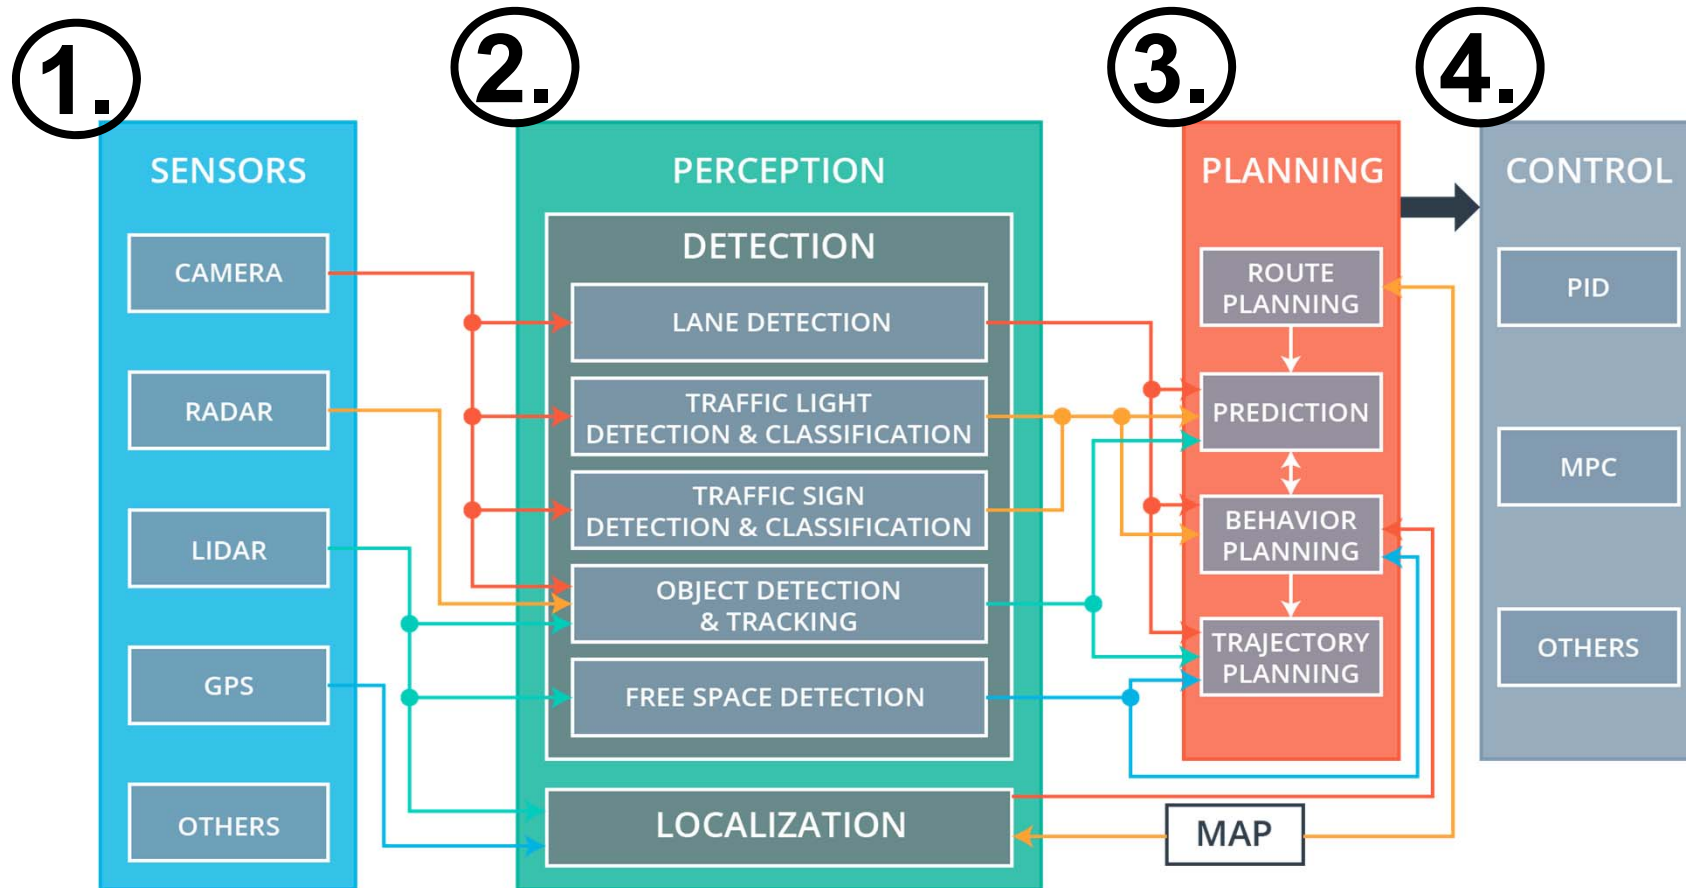 1.
2.
3.
4.
SENSORS
CAMERA
RADAR
LIDAR
GPS
OTHERS
PERCEPTION
DETECTION
LANE DETECTION
TRAFFIC LIGHT
DETECTION & CLASSIFICATION
TRAFFIC SIGN
DETECTION & CLASSIFICATION
OBJECT DETECTION
& TRACKING
FREE SPACE DETECTION
LOCALIZATION
PLANNING
ROUTE
PLANNING
PREDICTION
BEHAVIOR
PLANNING
TRAJECTORY
PLANNING
MAP
CONTROL
PID
MPC
OTHERS